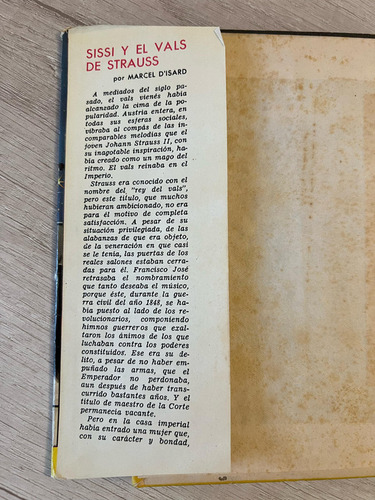 SISSI Y EL VALS
DE STRAUSS
por MARCEL D'ISARD
A mediados del siglo pa-
sado, el vals vienés había
alcanzado la cima de la po-
pularidad. Austria entera, en
todas sus esferas sociales,
vibraba al compás de las in-
comparables melodías que el
joven Johann Strauss II, con
su inagotable inspiración, ha-
bía creado como un mago del
ritmo. El vals reinaba en el
Imperio.
Strauss era conocido con el
nombre del "rey del vals",
pero este título, que muchos
hubieran ambicionado, no era
para él motivo de completa
satisfacción. A pesar de su
situación privilegiada, de las
alabanzas de que era objeto,
de la veneración en que casi
se le tenía, las puertas de los
reales salones estaban cerra-
das para él. Francisco José
retrasaba el nombramiento
que tanto deseaba el músico,
porque éste, durante la gue-
rra civil del año 1848, se ha-
bía puesto al lado de los re-
volucionarios, componiendo
himnos guerreros que exal-
taron los ánimos de los que
luchaban contra los poderes
constituidos. Ese era su de-
lito, a pesar de no haber em-
puñado las armas, que el
Emperador no perdonaba,
aun después de haber trans-
currido bastantes años. Y el
título de maestro de la Corte
permanecía vacante.
Pero en la casa imperial
había entrado una mujer que,
con su carácter y bondad,